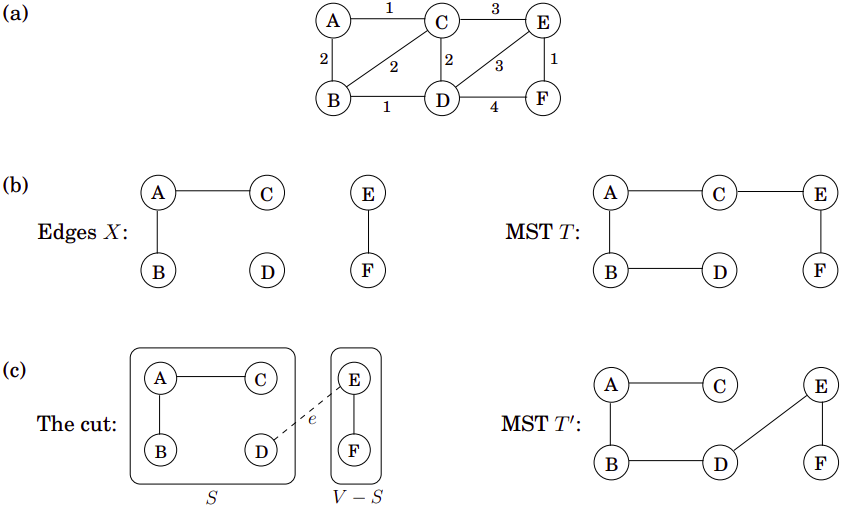 (a)
A 1 C 3 E
2 2 2 3 1
B 1 D 4 F
(b)
A C E A C E
Edges X: MST T:
B D F B D F
(c)
A C E A C E
The cut: e MST T′:
B D F B D F
S V − S